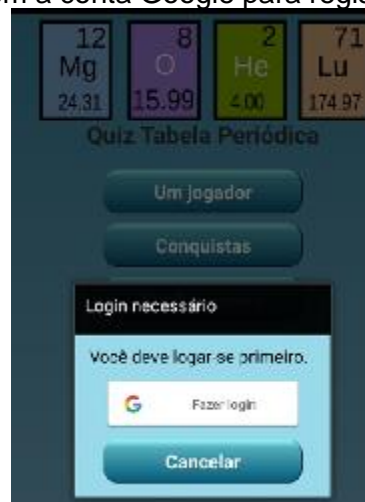 m a conta Google para regis
12 8 2 71
Mg O He Lu
24.31 15.99 4.00 174.97
Quiz Tabela Periódica
Um jogador
Conquistas
Login necessário
Você deve logar-se primeiro.
Fazer login
Cancelar